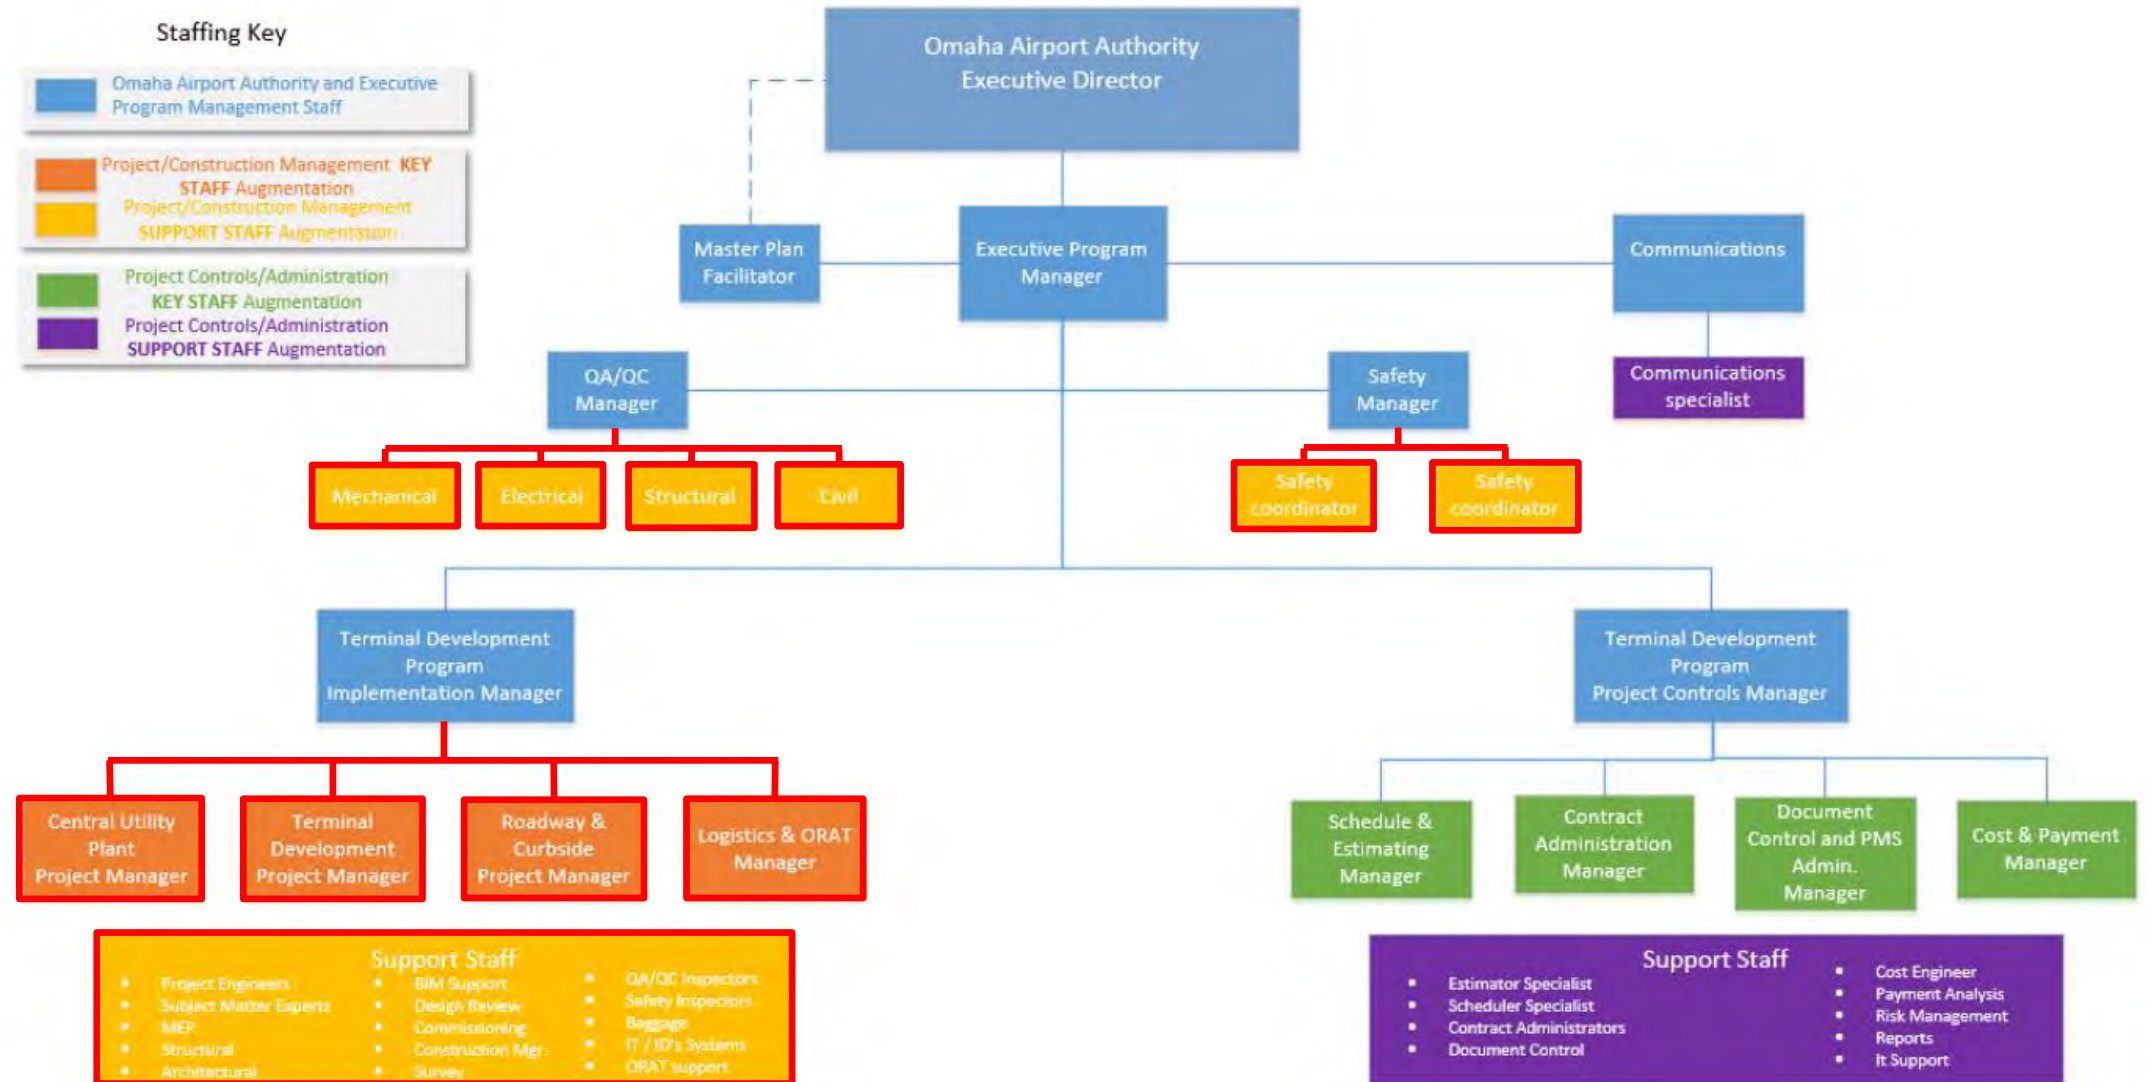 Staffing Key
Omaha Airport Authority and Executive
Program Management Staff
Project/Construction Management KEY
STAFF Augmentation
Project/Construction Management
SUPPORT STAFF Augmentation
Project Controls/Administration
KEY STAFF Augmentation
Project Controls/Administration
SUPPORT STAFF Augmentation
Omaha Airport Authority
Executive Director
Master Plan
Facilitator
Executive Program
Manager
Communications
Communications
specialist
QA/QC
Manager
Safety
Manager
Mechanical
Electrical
Structural
Civil
Safety
coordinator
Safety
coordinator
Terminal Development
Program
Implementation Manager
Terminal Development
Program
Project Controls Manager
Central Utility
Plant
Project Manager
Terminal
Development
Project Manager
Roadway &
Curbside
Project Manager
Logistics & ORAT
Manager
Schedule &
Estimating
Manager
Contract
Administration
Manager
Document
Control and PMS
Admin.
Manager
Cost & Payment
Manager
Support Staff
• Project Engineers
• Subject Matter Experts
• MEP
• Structural
• Architectural
• BIM Support
• Design Review
• Commissioning
• Construction Mgr.
• Survey
• QA/QC Inspectors
• Safety Inspectors
• Baggage
• IT / ID's Systems
• ORAT support
Support Staff
• Estimator Specialist
• Scheduler Specialist
• Contract Administrators
• Document Control
• Cost Engineer
• Payment Analysis
• Risk Management
• Reports
• It Support